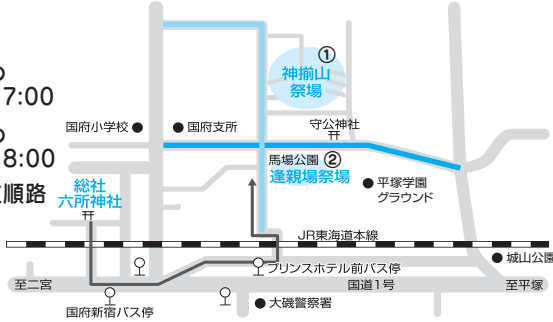 の
7:00
の
8:00
順路
①
神揃山
祭場
国府小学校
国府支所
守公神社
馬場公園
②
逢親場祭場
総社
六所神社
平塚学園
グラウンド
JR東海道本線
プリンスホテル前バス停
城山公園
至二宮
国道1号
至平塚
国府新宿バス停
大磯警察署